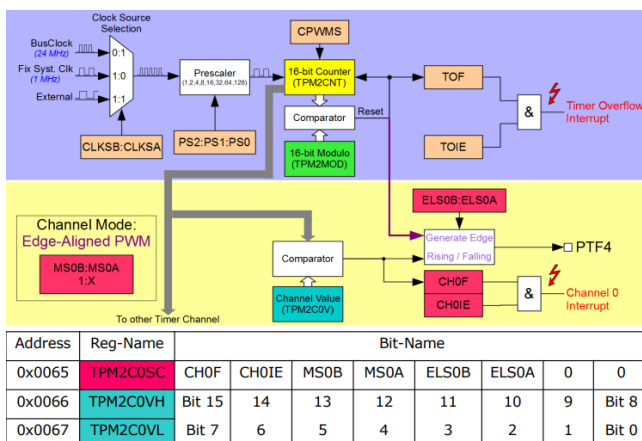 Clock Source
Selection
BusClock
(24 MHz)
Fix Syst. Clk
(1 MHz)
External
0:1
1:0
1:1
CLKSB:CLKSA
Prescaler
(1,2,4,8,16,32,64,128)
PS2:PS1:PS0
CPWMS
16-bit Counter
(TPM2CNT)
Comparator
Reset
16-bit Modulo
(TPM2MOD)
TOF
TOIE
&
Timer Overflow
Interrupt
Channel Mode:
Edge-Aligned PWM
MS0B:MS0A
1:X
To other Timer Channel
Comparator
Channel Value
(TPM2C0V)
ELS0B:ELS0A
Generate Edge
Rising / Falling
PTF4
CH0F
CH0IE
&
Channel 0
Interrupt
Address Reg-Name Bit-Name
0x0065 TPM2C0SC CH0F CH0IE MS0B MS0A ELS0B ELS0A 0 0
0x0066 TPM2C0VH Bit 15 14 13 12 11 10 9 Bit 8
0x0067 TPM2C0VL Bit 7 6 5 4 3 2 1 Bit 0